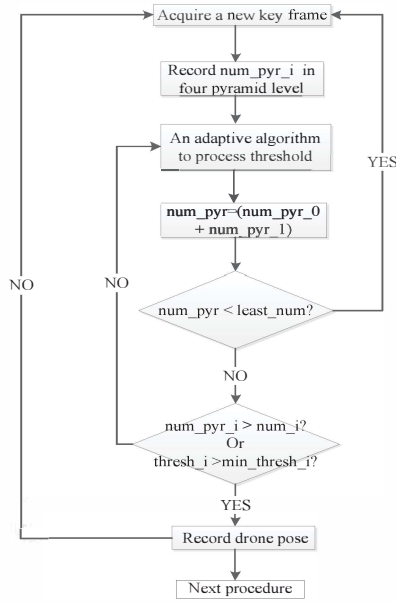 Acquire a new key frame
Record num_pyr_i in
four pyramid level
An adaptive algorithm
to process threshold
YES
num_pyr=(num_pyr_0
+ num_pyr_1)
NO
NO
num_pyr < least_num?
NO
num_pyr_i > num_i?
Or
thresh_i >min_thresh_i?
YES
Record drone pose
Next procedure